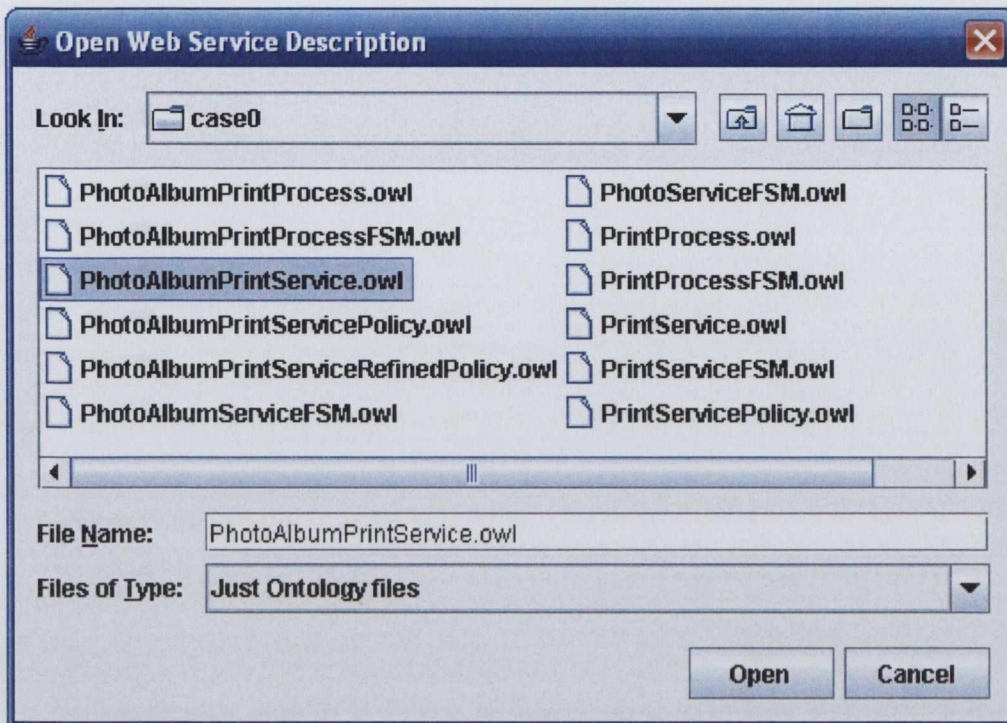 Open Web Service Description
Look In: case0
PhotoAlbumPrintProcess.owl
PhotoAlbumPrintProcessFSM.owl
PhotoAlbumPrintService.owl
PhotoAlbumPrintServicePolicy.owl
PhotoAlbumPrintServiceRefinedPolicy.owl
PhotoAlbumServiceFSM.owl
PhotoServiceFSM.owl
PrintProcess.owl
PrintProcessFSM.owl
PrintService.owl
PrintServiceFSM.owl
PrintServicePolicy.owl
File Name: PhotoAlbumPrintService.owl
Files of Type: Just Ontology files
Open Cancel